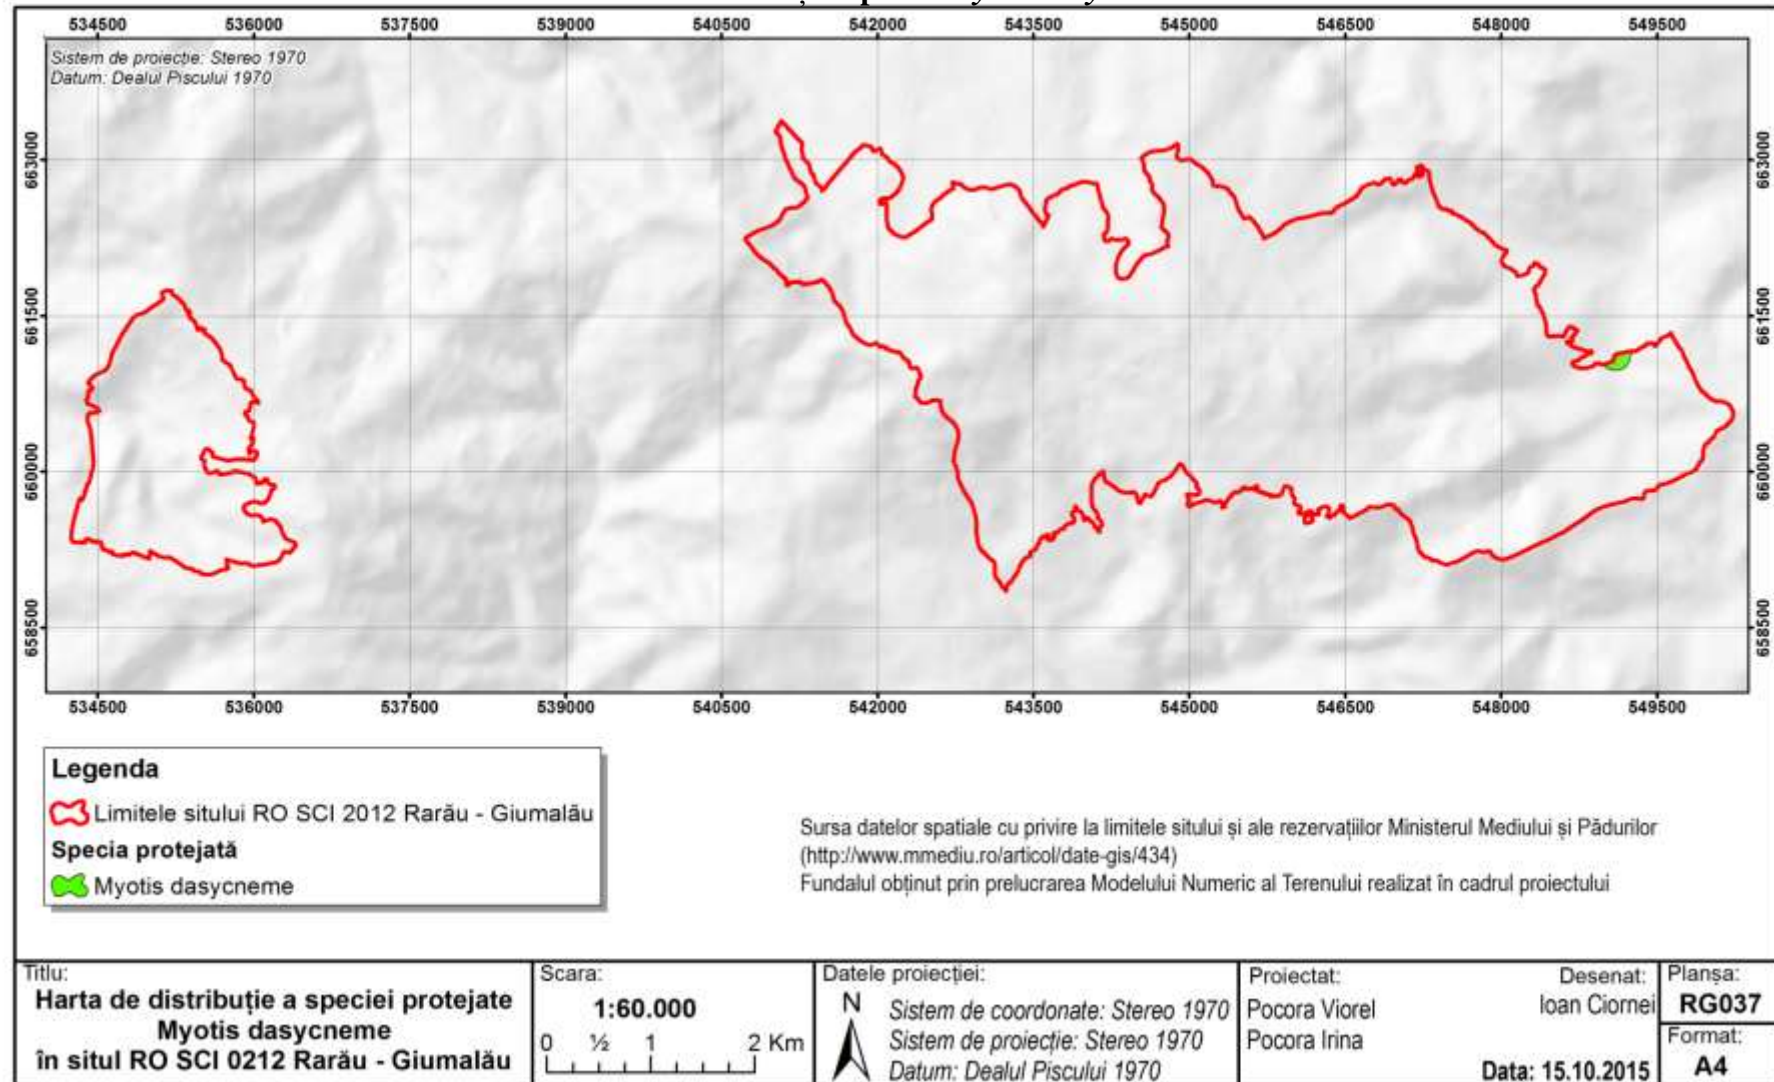 534500 536000 537500 539000 540500 542000 543500 545000 546500 548000 549500
Sistem de proiecție: Stereo 1970
Datum: Dealul Piscului 1970
663000 663000
661500 661500
660000 660000
658500 658500
534500 536000 537500 539000 540500 542000 543500 545000 546500 548000 549500
Legenda
Limitele sitului RO SCI 2012 Rarău - Giumalău
Specia protejată
Myotis dasycneme
Sursa datelor spatiale cu privire la limitele sitului și ale rezervațiilor Ministerul Mediului și Pădurilor
(http://www.mmediu.ro/articol/date-gis/434)
Fundalul obținut prin prelucrarea Modelului Numeric al Terenului realizat în cadrul proiectului
Titlu:
Harta de distribuție a speciei protejate
Myotis dasycneme
în situl RO SCI 0212 Rarău - Giumalău
Scara:
1:60.000
0 ½ 1 2 Km
Datele proiecției:
N
Sistem de coordonate: Stereo 1970
Sistem de proiecție: Stereo 1970
Datum: Dealul Piscului 1970
Proiectat:
Pocora Viorel
Pocora Irina
Desenat:
Ioan Ciornei
Data: 15.10.2015
Planșa:
RG037
Format:
A4